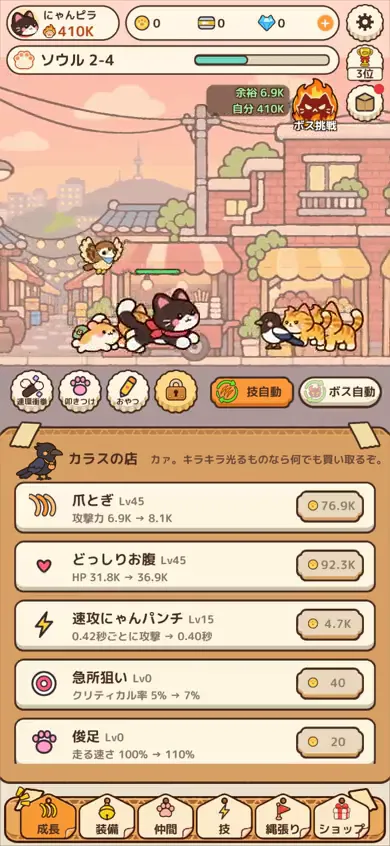 にゃんピラ
410K
0
0
0
ソウル 2-4
3位
余裕 6.9K
自分 410K
ボス挑戦
連環衝拳
叩きつけ
おやつ
技自動
ボス自動
カラスの店
カァ。キラキラ光るものなら何でも買い取るぞ。
爪とぎ Lv45
攻撃力 6.9K → 8.1K
76.9K
どっしりお腹 Lv45
HP 31.8K → 36.9K
92.3K
速攻にゃんパンチ Lv15
0.42秒ごとに攻撃 → 0.40秒
4.7K
急所狙い Lv0
クリティカル率 5% → 7%
40
俊足 Lv0
走る速さ 100% → 110%
20
成長
装備
仲間
技
縄張り
ショップ